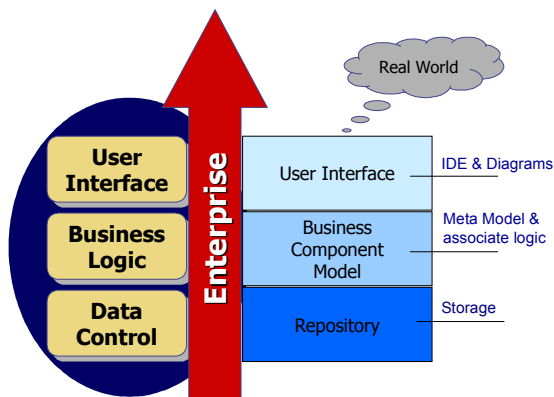 Real World
User
Interface
Business
Logic
Data
Control
Enterprise
User Interface
Business
Component
Model
Repository
IDE & Diagrams
Meta Model &
associate logic
Storage